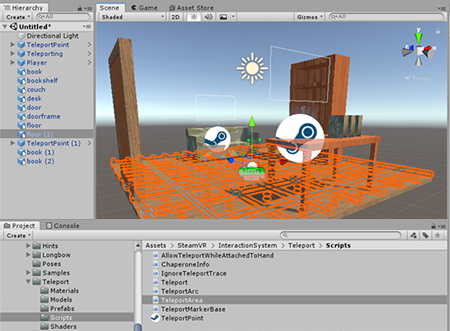 Hierarchy
Create
All
Untitled*
Directional Light
TeleportPoint
Teleporting
Player
book
bookshelf
couch
desk
door
doorframe
floor
floor (1)
TeleportPoint (1)
book (1)
book (2)
Scene
Game
Asset Store
Shaded
2D
Gizmos
All
Persp
Project
Console
Create
Hints
Longbow
Poses
Samples
Teleport
Materials
Models
Prefabs
Scripts
Shaders
Assets SteamVR InteractionSystem Teleport Scripts
AllowTeleportWhileAttachedToHand
ChaperoneInfo
IgnoreTeleportTrace
Teleport
TeleportArc
TeleportArea
TeleportMarkerBase
TeleportPoint